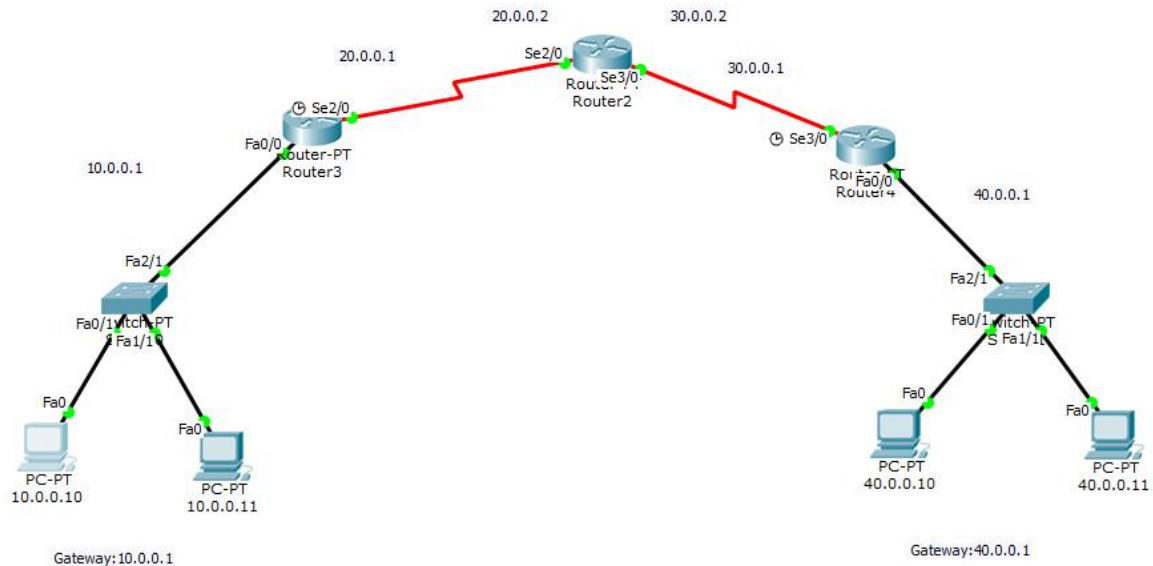 20.0.0.2
30.0.0.2
20.0.0.1
Se2/0
30.0.0.1
Se3/0
Router2
Se2/0
Fa0/0
Router-PT
Router3
Se3/0
10.0.0.1
Fa0/0
Router4
40.0.0.1
Fa2/1
Fa2/1
Fa0/1
Fa1/1
Fa0/1
Fa1/1
Fa0
Fa0
Fa0
Fa0
PC-PT
10.0.0.10
PC-PT
10.0.0.11
PC-PT
40.0.0.10
PC-PT
40.0.0.11
Gateway:10.0.0.1
Gateway:40.0.0.1